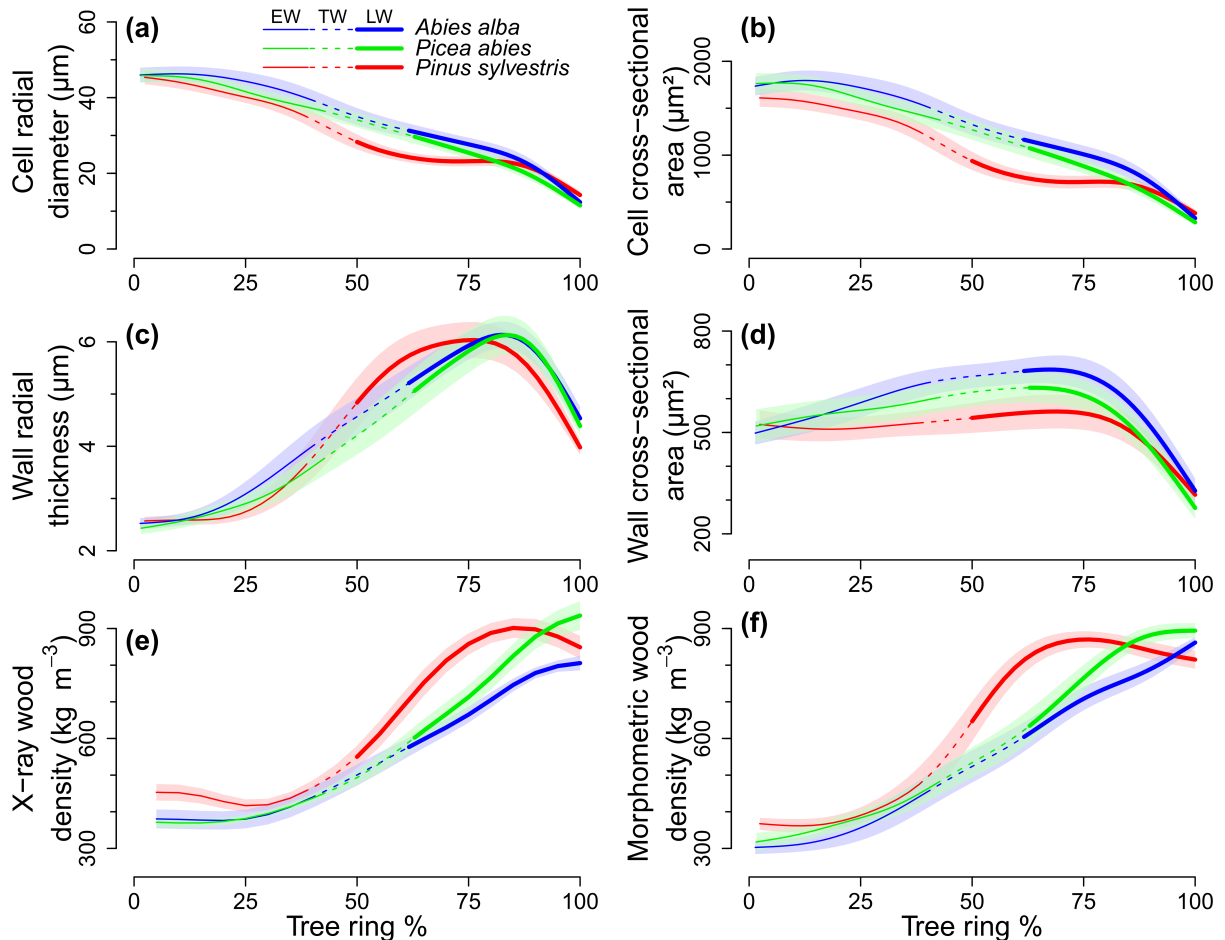 (a)
EW TW LW
Abies alba
Picea abies
Pinus sylvestris
Cell radial
diameter (µm)
0 20 40 60
0 25 50 75 100
(b)
Cell cross−sectional
area (µm²)
0 1000 2000
0 25 50 75 100
(c)
Wall radial
thickness (µm)
2 4 6
0 25 50 75 100
(d)
Wall cross−sectional
area (µm²)
200 500 800
0 25 50 75 100
(e)
X−ray wood
density (kg m−3)
300 600 900
0 25 50 75 100
Tree ring %
(f)
Morphometric wood
density (kg m−3)
300 600 900
0 25 50 75 100
Tree ring %